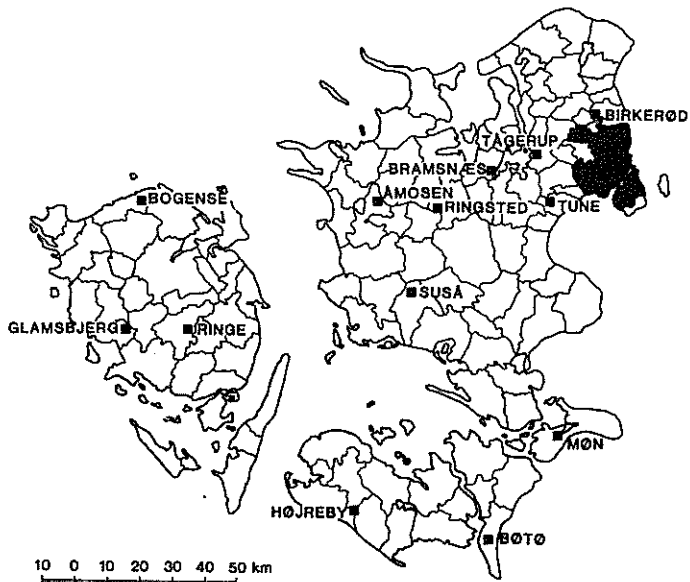 BIRKERØD
TÅGERUP
BRAMSNÆS
BOGENSE
ÅMOSEN
RINGSTED
TUNE
SUSÅ
GLAMSBJERG
RINGE
MØN
HØJREBY
BØTØ
10 0 10 20 30 40 50 km